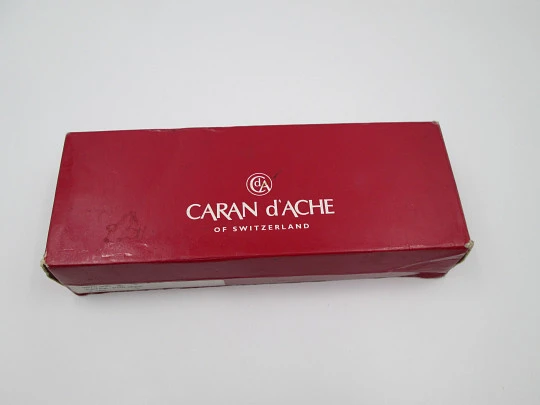 CdA
CARAN d'ACHE
OF SWITZERLAND